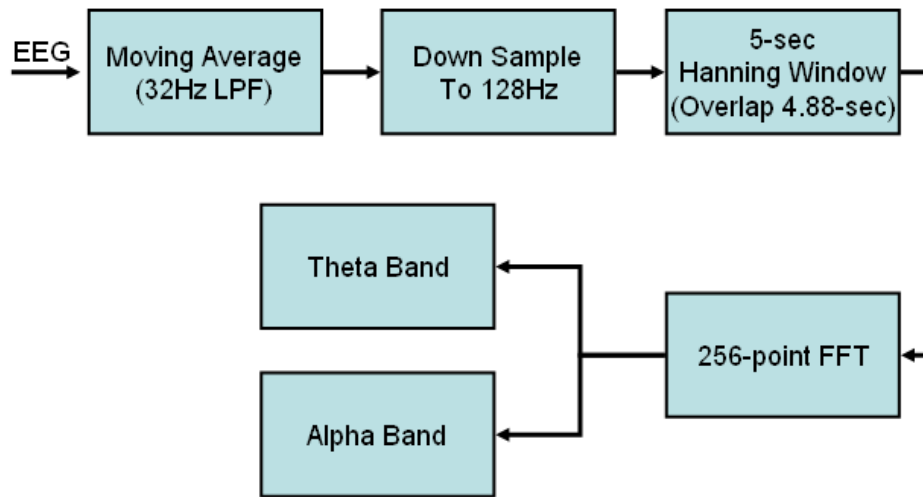 EEG
Moving Average
(32Hz LPF)
Down Sample
To 128Hz
5-sec
Hanning Window
(Overlap 4.88-sec)
Theta Band
256-point FFT
Alpha Band